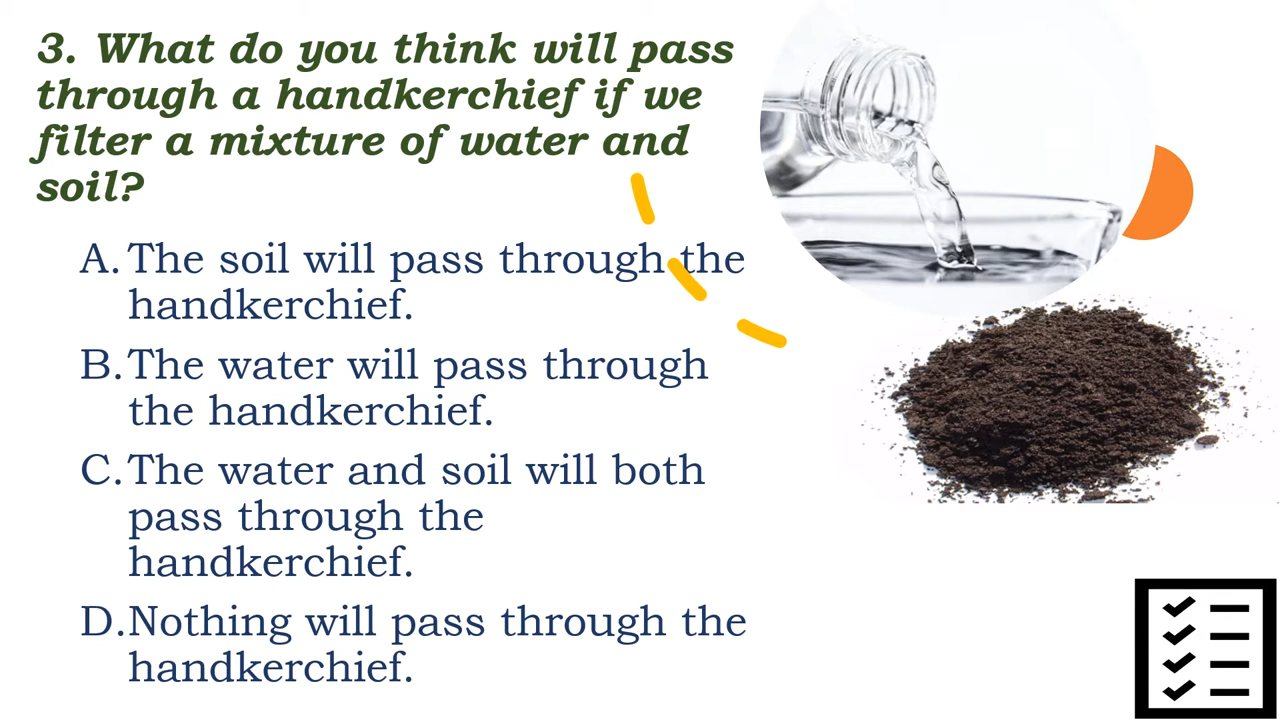 3. What do you think will pass
through a handkerchief if we
filter a mixture of water and
soil?
A. The soil will pass through the
handkerchief.
B. The water will pass through
the handkerchief.
C. The water and soil will both
pass through the
handkerchief.
D. Nothing will pass through the
handkerchief.